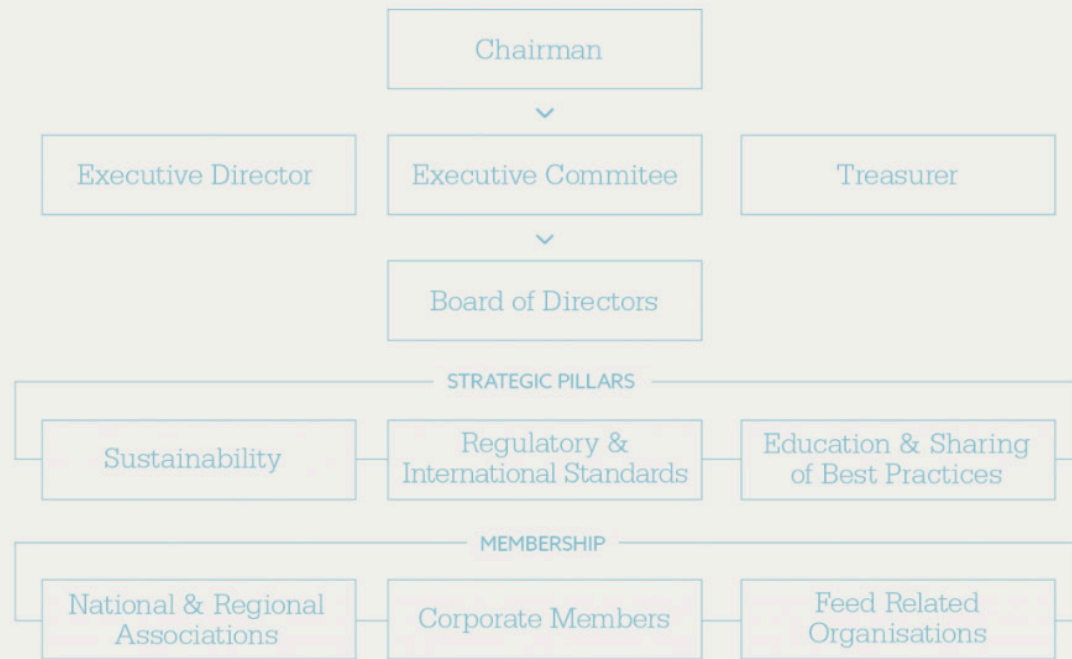 Chairman
Executive Director
Executive Commitee
Treasurer
Board of Directors
STRATEGIC PILLARS
Sustainability
Regulatory &
International Standards
Education & Sharing
of Best Practices
MEMBERSHIP
National & Regional
Associations
Corporate Members
Feed Related
Organisations